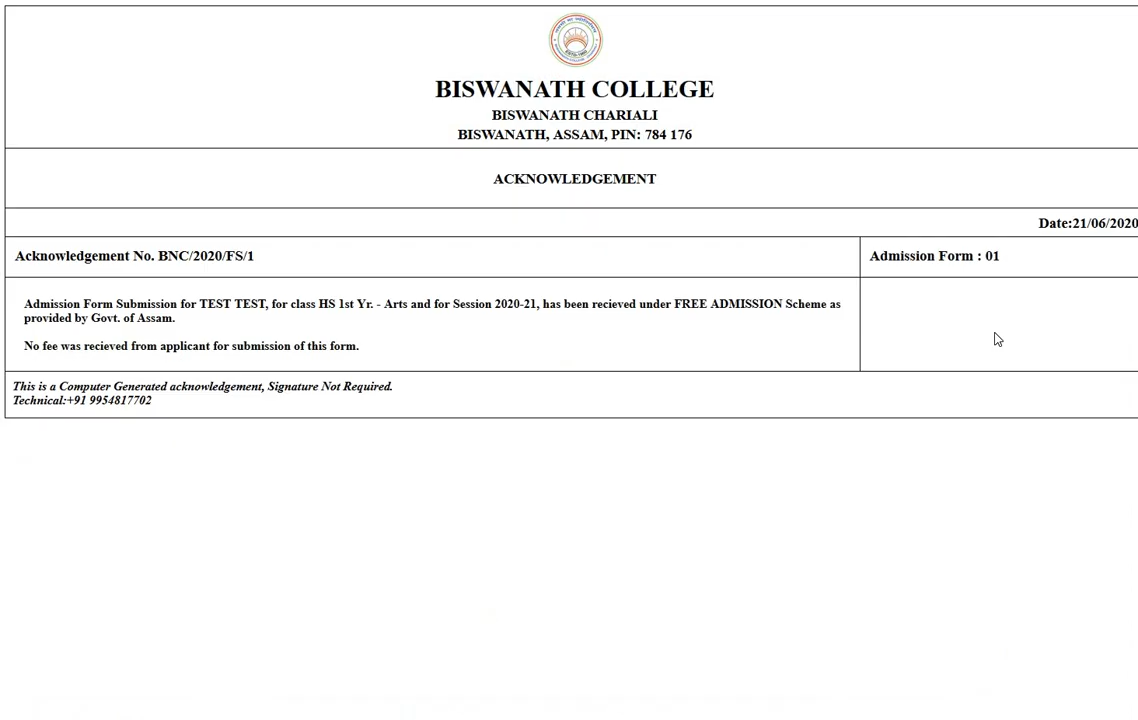 BISWANATH COLLEGE
BISWANATH CHARIALI
BISWANATH, ASSAM, PIN: 784 176
ACKNOWLEDGEMENT
Date:21/06/2020
Acknowledgement No. BNC/2020/FS/1
Admission Form : 01
Admission Form Submission for TEST TEST, for class HS 1st Yr. - Arts and for Session 2020-21, has been recieved under FREE ADMISSION Scheme as
provided by Govt. of Assam.
No fee was recieved from applicant for submission of this form.
This is a Computer Generated acknowledgement, Signature Not Required.
Technical:+91 9954817702